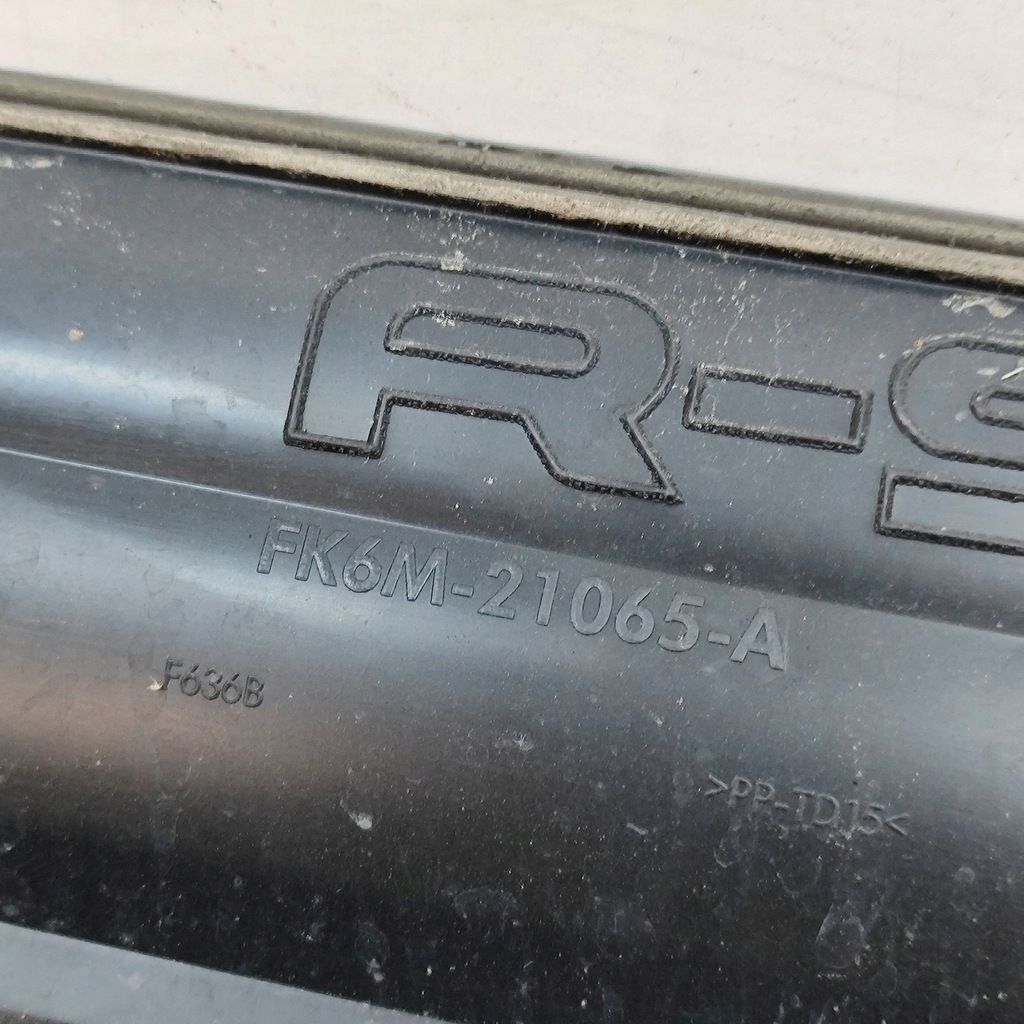 R-S
FK6M-21065-A
F636B
>PP-TD15<